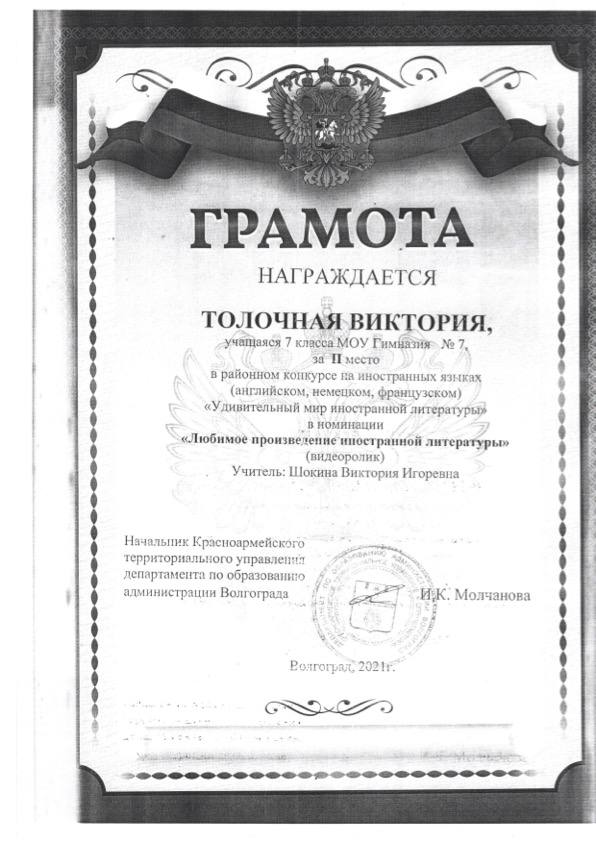 ГРАМОТА
НАГРАЖДАЕТСЯ
ТОЛОЧНАЯ ВИКТОРИЯ,
учащаяся 7 класса МОУ Гимназия № 7,
за II место
в районном конкурсе на иностранных языках
(английском, немецком, французском)
«Удивительный мир иностранной литературы»
в номинации
«Любимое произведение иностранной литературы»
(видеоролик)
Учитель: Шокина Виктория Игоревна
Начальник Красноармейского
территориального управления
департамента по образованию
администрации Волгограда
И.К. Молчанова
Волгоград, 2021г.